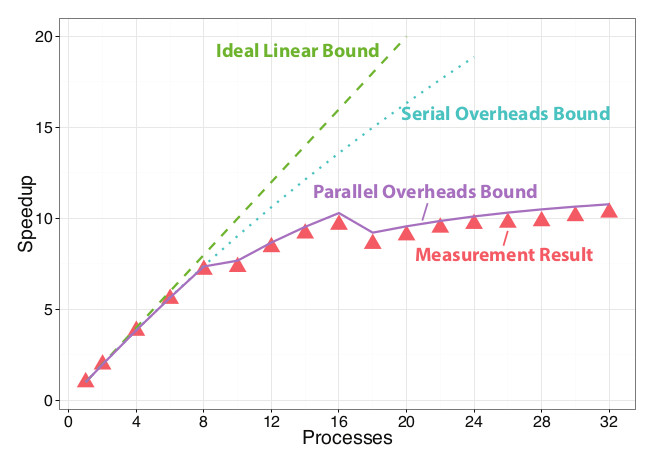 20
Ideal Linear Bound
15
Serial Overheads Bound
Parallel Overheads Bound
10
Measurement Result
5
0
Speedup
0 4 8 12 16 20 24 28 32
Processes